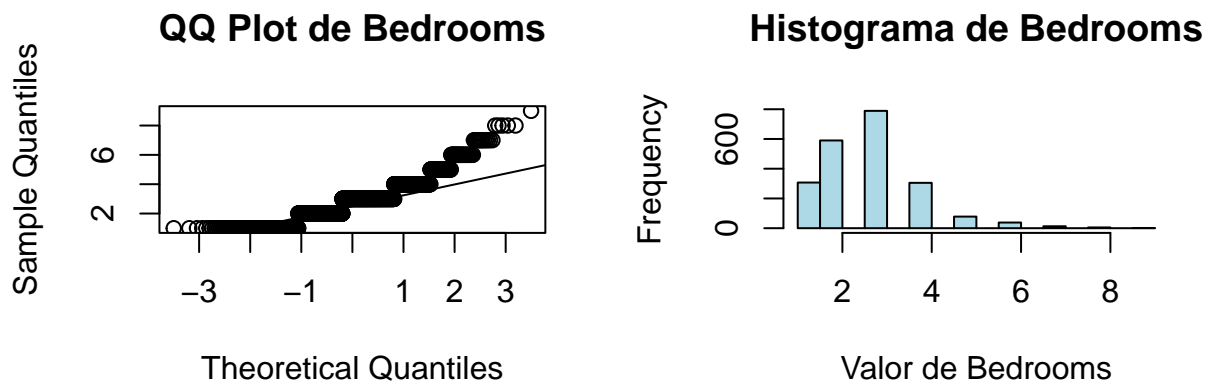 QQ Plot de Bedrooms
Sample Quantiles
6
2
−3
−1
1
2
3
Theoretical Quantiles
Histograma de Bedrooms
Frequency
600
0
2
4
6
8
Valor de Bedrooms